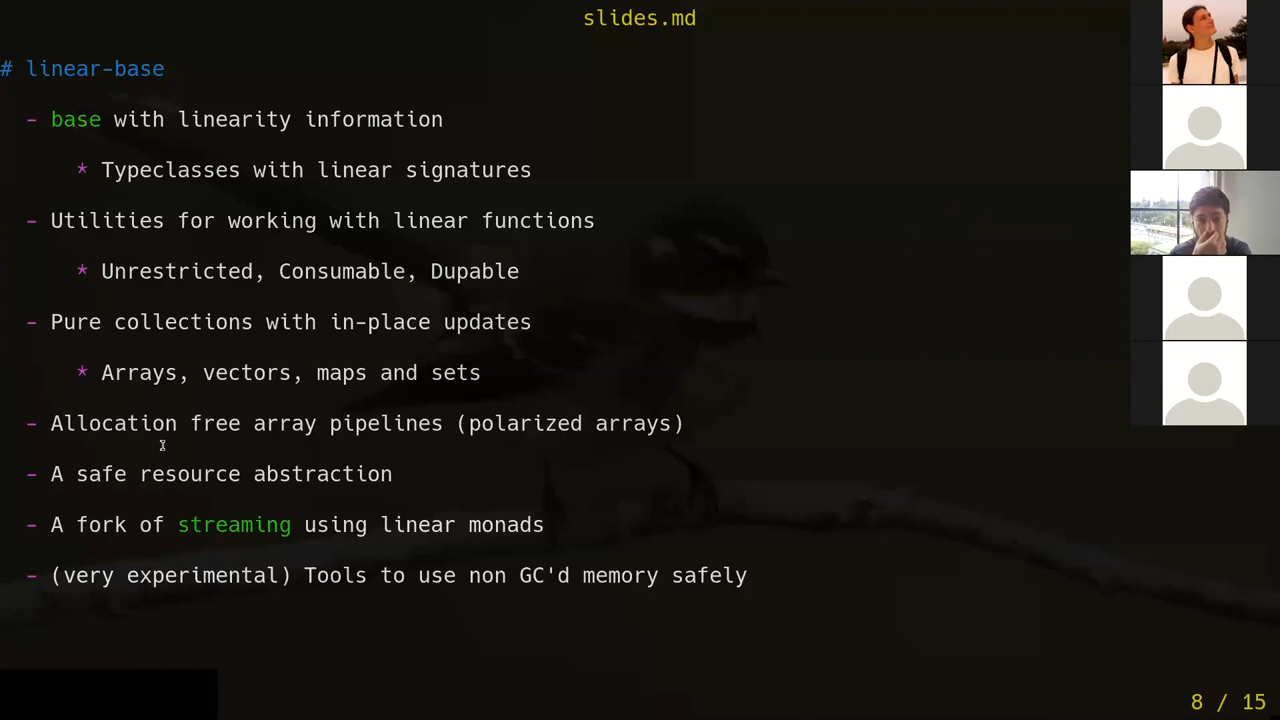 slides.md
# linear-base
- base with linearity information
* Typeclasses with linear signatures
- Utilities for working with linear functions
* Unrestricted, Consumable, Dupable
- Pure collections with in-place updates
* Arrays, vectors, maps and sets
- Allocation free array pipelines (polarized arrays)
- A safe resource abstraction
- A fork of streaming using linear monads
- (very experimental) Tools to use non GC'd memory safely
8 / 15